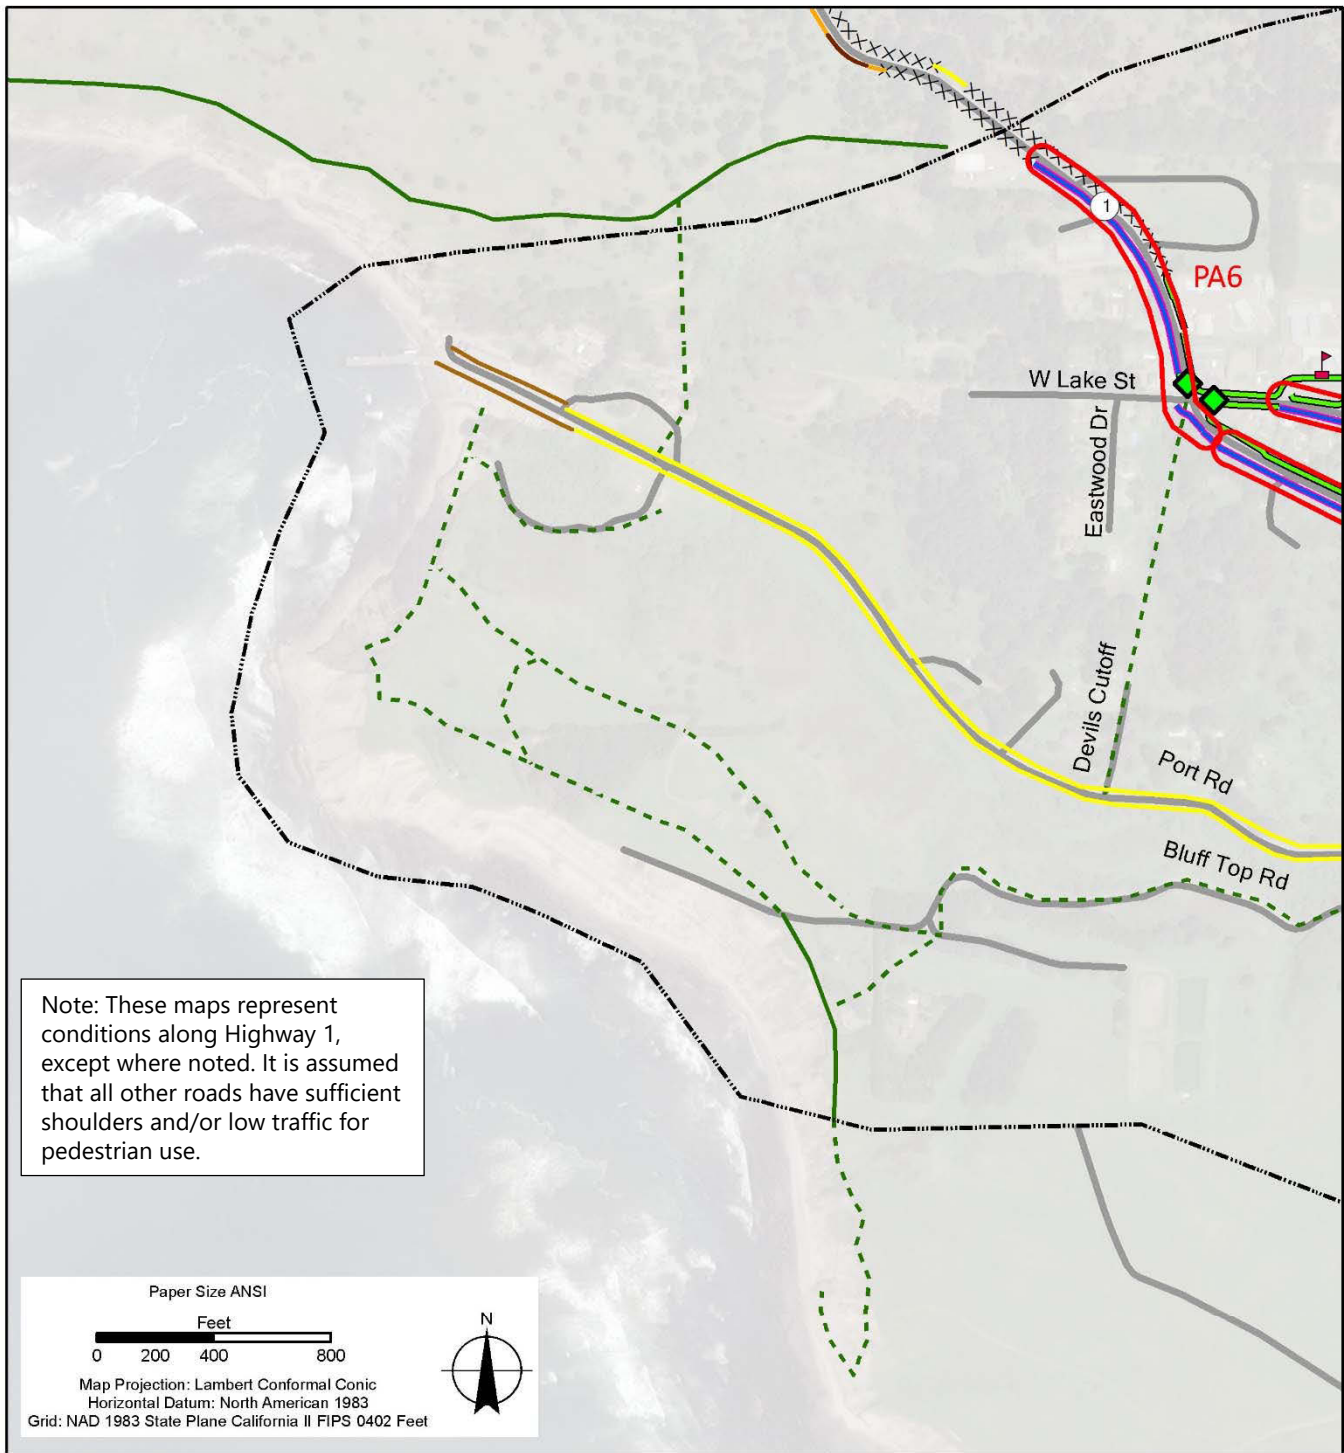 1
PA6
W Lake St
Eastwood Dr
Devils Cutoff
Port Rd
Bluff Top Rd
Note: These maps represent
conditions along Highway 1,
except where noted. It is assumed
that all other roads have sufficient
shoulders and/or low traffic for
pedestrian use.
Paper Size ANSI
Feet
0 200 400 800
Map Projection: Lambert Conformal Conic
Horizontal Datum: North American 1983
Grid: NAD 1983 State Plane California II FIPS 0402 Feet
N